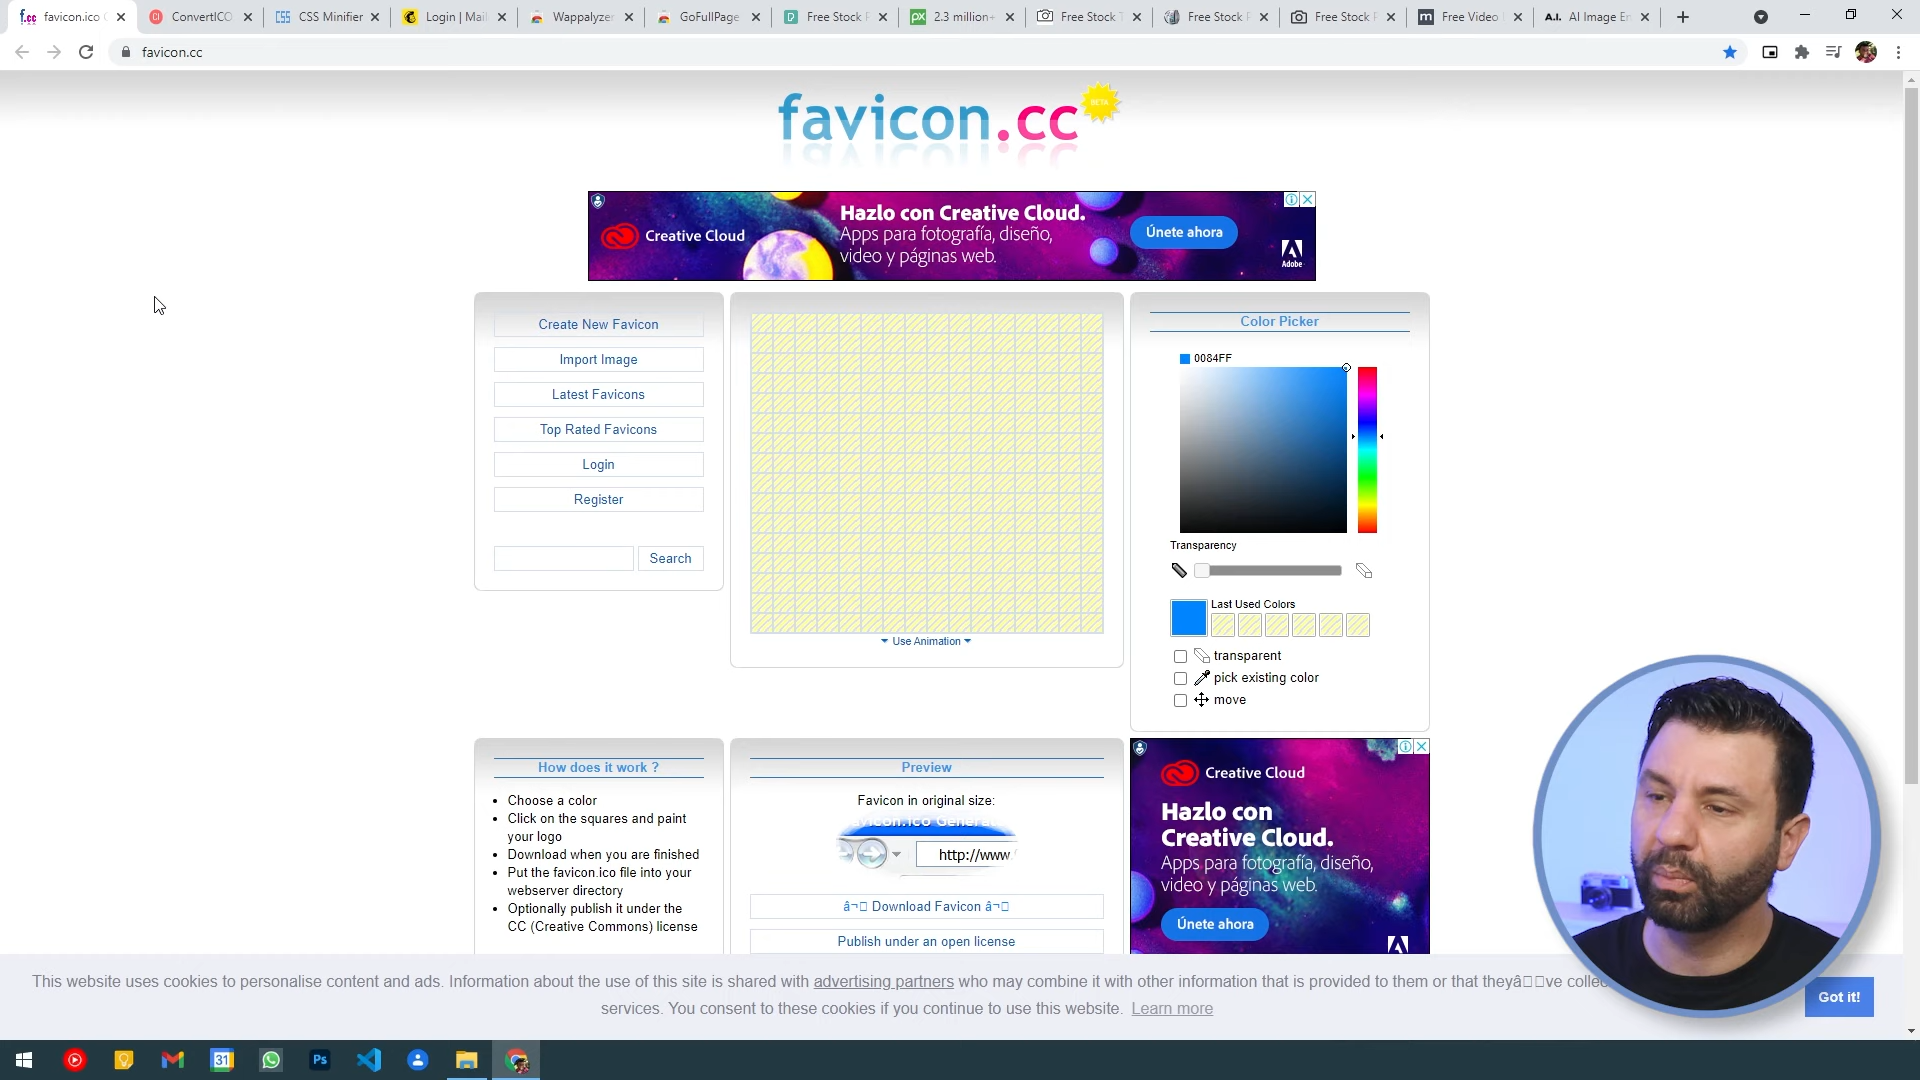 favicon.ico
ConvertICO
CSS Minifier
Login | Mail
Wappalyzer
GoFullPage
Free Stock
2.3 million+
Free Stock
Free Stock
Free Stock
Free Video
A.I.
AI Image En
favicon.cc
favicon.cc
BETA
Creative Cloud
Hazlo con Creative Cloud.
Apps para fotografía, diseño,
video y páginas web.
Únete ahora
Adobe
Create New Favicon
Import Image
Latest Favicons
Top Rated Favicons
Login
Register
Search
Use Animation
Color Picker
0084FF
Transparency
Last Used Colors
transparent
pick existing color
move
How does it work ?
• Choose a color
• Click on the squares and paint
your logo
• Download when you are finished
• Put the favicon.ico file into your
webserver directory
• Optionally publish it under the
CC (Creative Commons) license
Preview
Favicon in original size:
http://www.
â¬ Download Favicon â¬
Publish under an open license
Creative Cloud
Hazlo con
Creative Cloud.
Apps para fotografía, diseño,
video y páginas web.
Únete ahora
This website uses cookies to personalise content and ads. Information about the use of this site is shared with advertising partners who may combine it with other information that is provided to them or that theyâve collec
services. You consent to these cookies if you continue to use this website. Learn more
Got it!
31
Ps